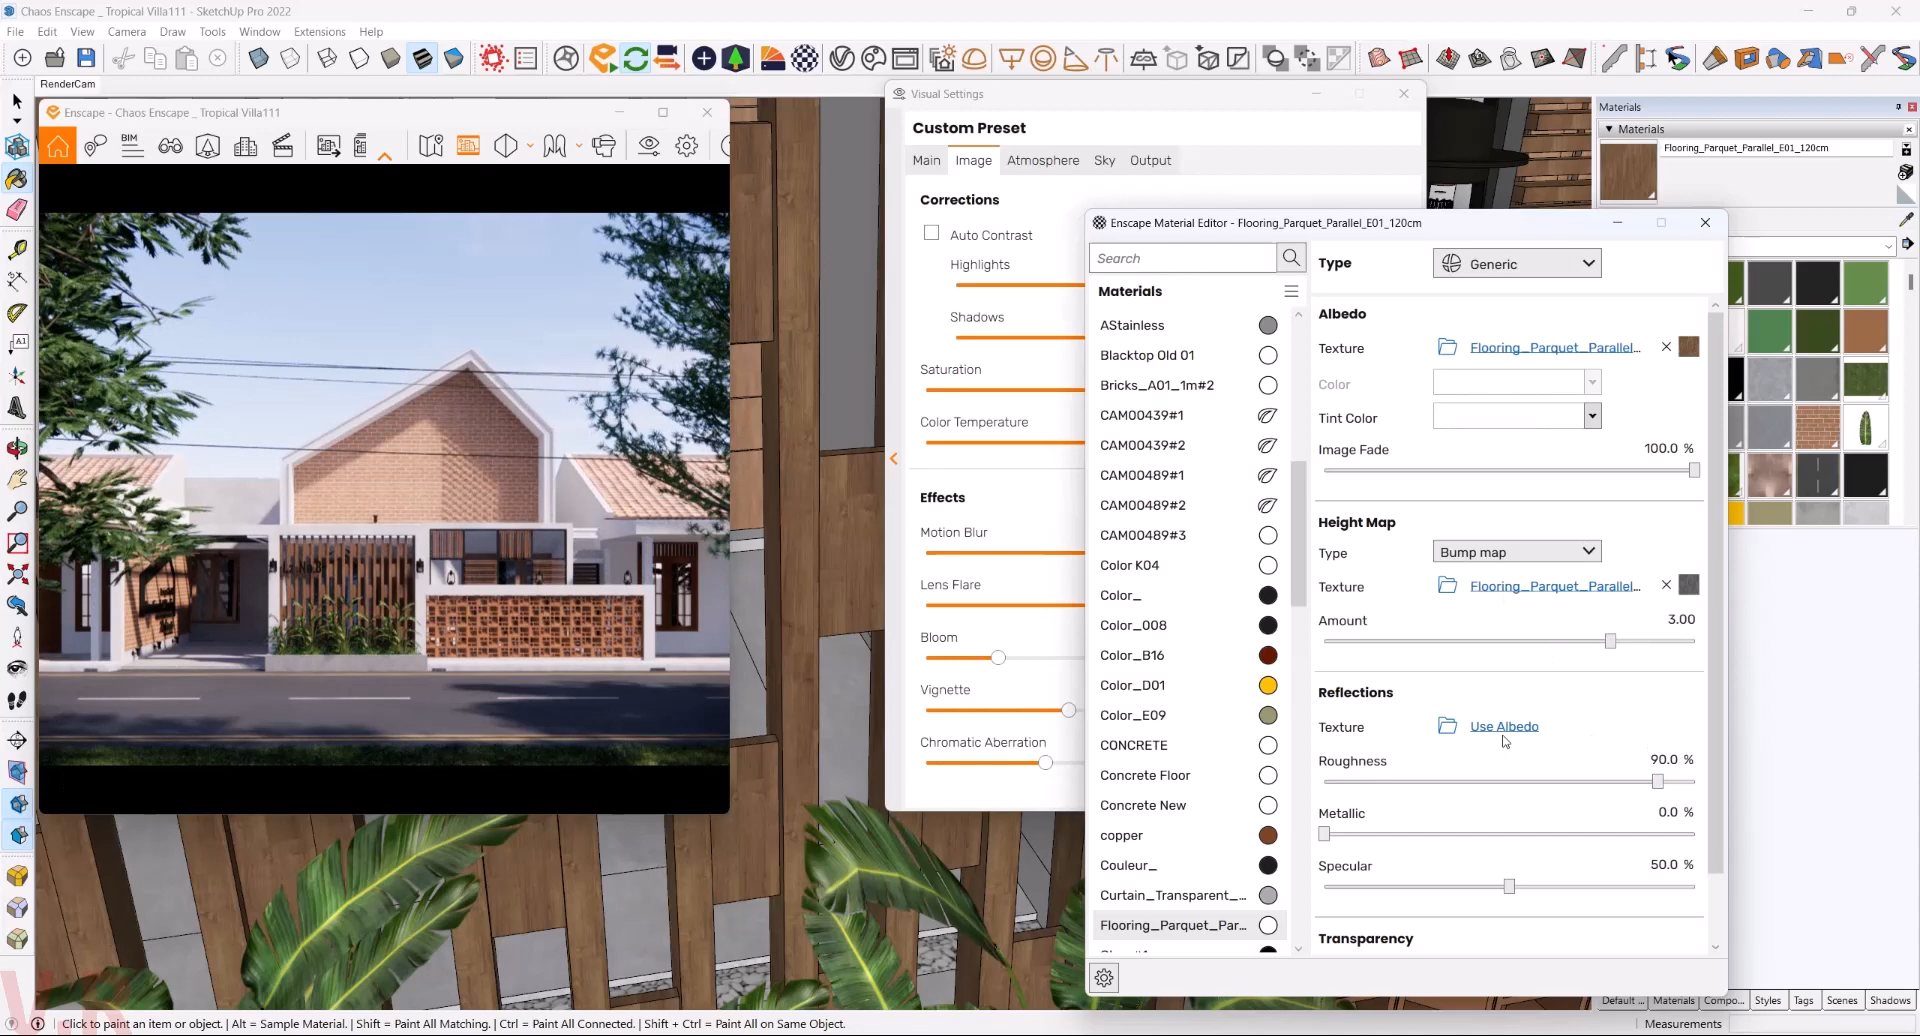 Chaos Enscape _ Tropical Villa111 - SketchUp Pro 2022
File Edit View Camera Draw Tools Window Extensions Help
RenderCam
Enscape - Chaos Enscape _ Tropical Villa111
BIM
Visual Settings
Custom Preset
Main Image Atmosphere Sky Output
Corrections
Auto Contrast
Highlights
Shadows
Saturation
Color Temperature
Effects
Motion Blur
Lens Flare
Bloom
Vignette
Chromatic Aberration
Enscape Material Editor - Flooring_Parquet_Parallel_E01_120cm
Search
Materials
AStainless
Blacktop Old 01
Bricks_A01_1m#2
CAM00439#1
CAM00439#2
CAM00489#1
CAM00489#2
CAM00489#3
Color K04
Color_
Color_008
Color_B16
Color_D01
Color_E09
CONCRETE
Concrete Floor
Concrete New
copper
Couleur_
Curtain_Transparent_...
Flooring_Parquet_Par...
Type Generic
Albedo
Texture Flooring_Parquet_Parallel...
Color
Tint Color
Image Fade 100.0 %
Height Map
Type Bump map
Texture Flooring_Parquet_Parallel...
Amount 3.00
Reflections
Texture Use Albedo
Roughness 90.0 %
Metallic 0.0 %
Specular 50.0 %
Transparency
Materials
Materials
Flooring_Parquet_Parallel_E01_120cm
Default ... Materials Compo... Styles Tags Scenes Shadows
Click to paint an item or object. | Alt = Sample Material. | Shift = Paint All Matching. | Ctrl = Paint All Connected. | Shift + Ctrl = Paint All on Same Object.
Measurements